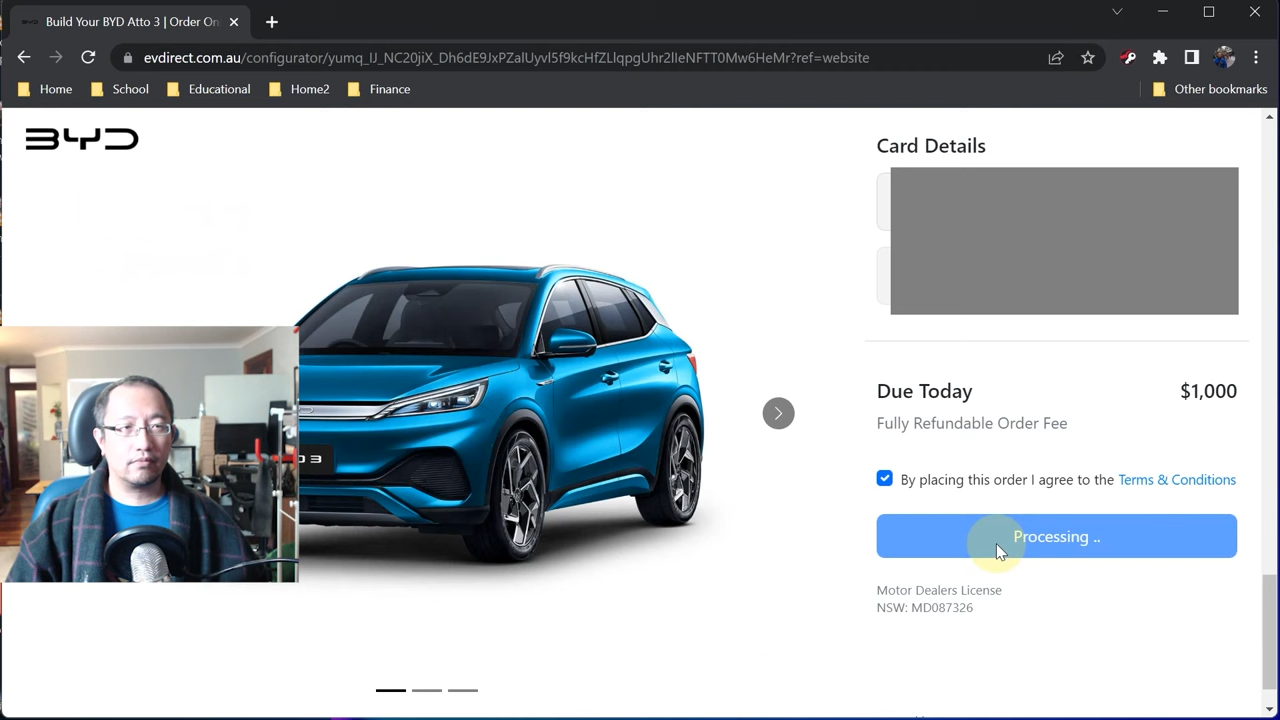 Build Your BYD Atto 3 | Order On
evdirect.com.au/configurator/yumq_IJ_NC20jiX_Dh6dE9JxPZalUyvl5f9kcHfZLlqpgUhr2lIeNFTT0Mw6HeMr?ref=website
Home School Educational Home2 Finance Other bookmarks
BYD
Card Details
Due Today $1,000
Fully Refundable Order Fee
By placing this order I agree to the Terms & Conditions
Processing ..
Motor Dealers License
NSW: MD087326